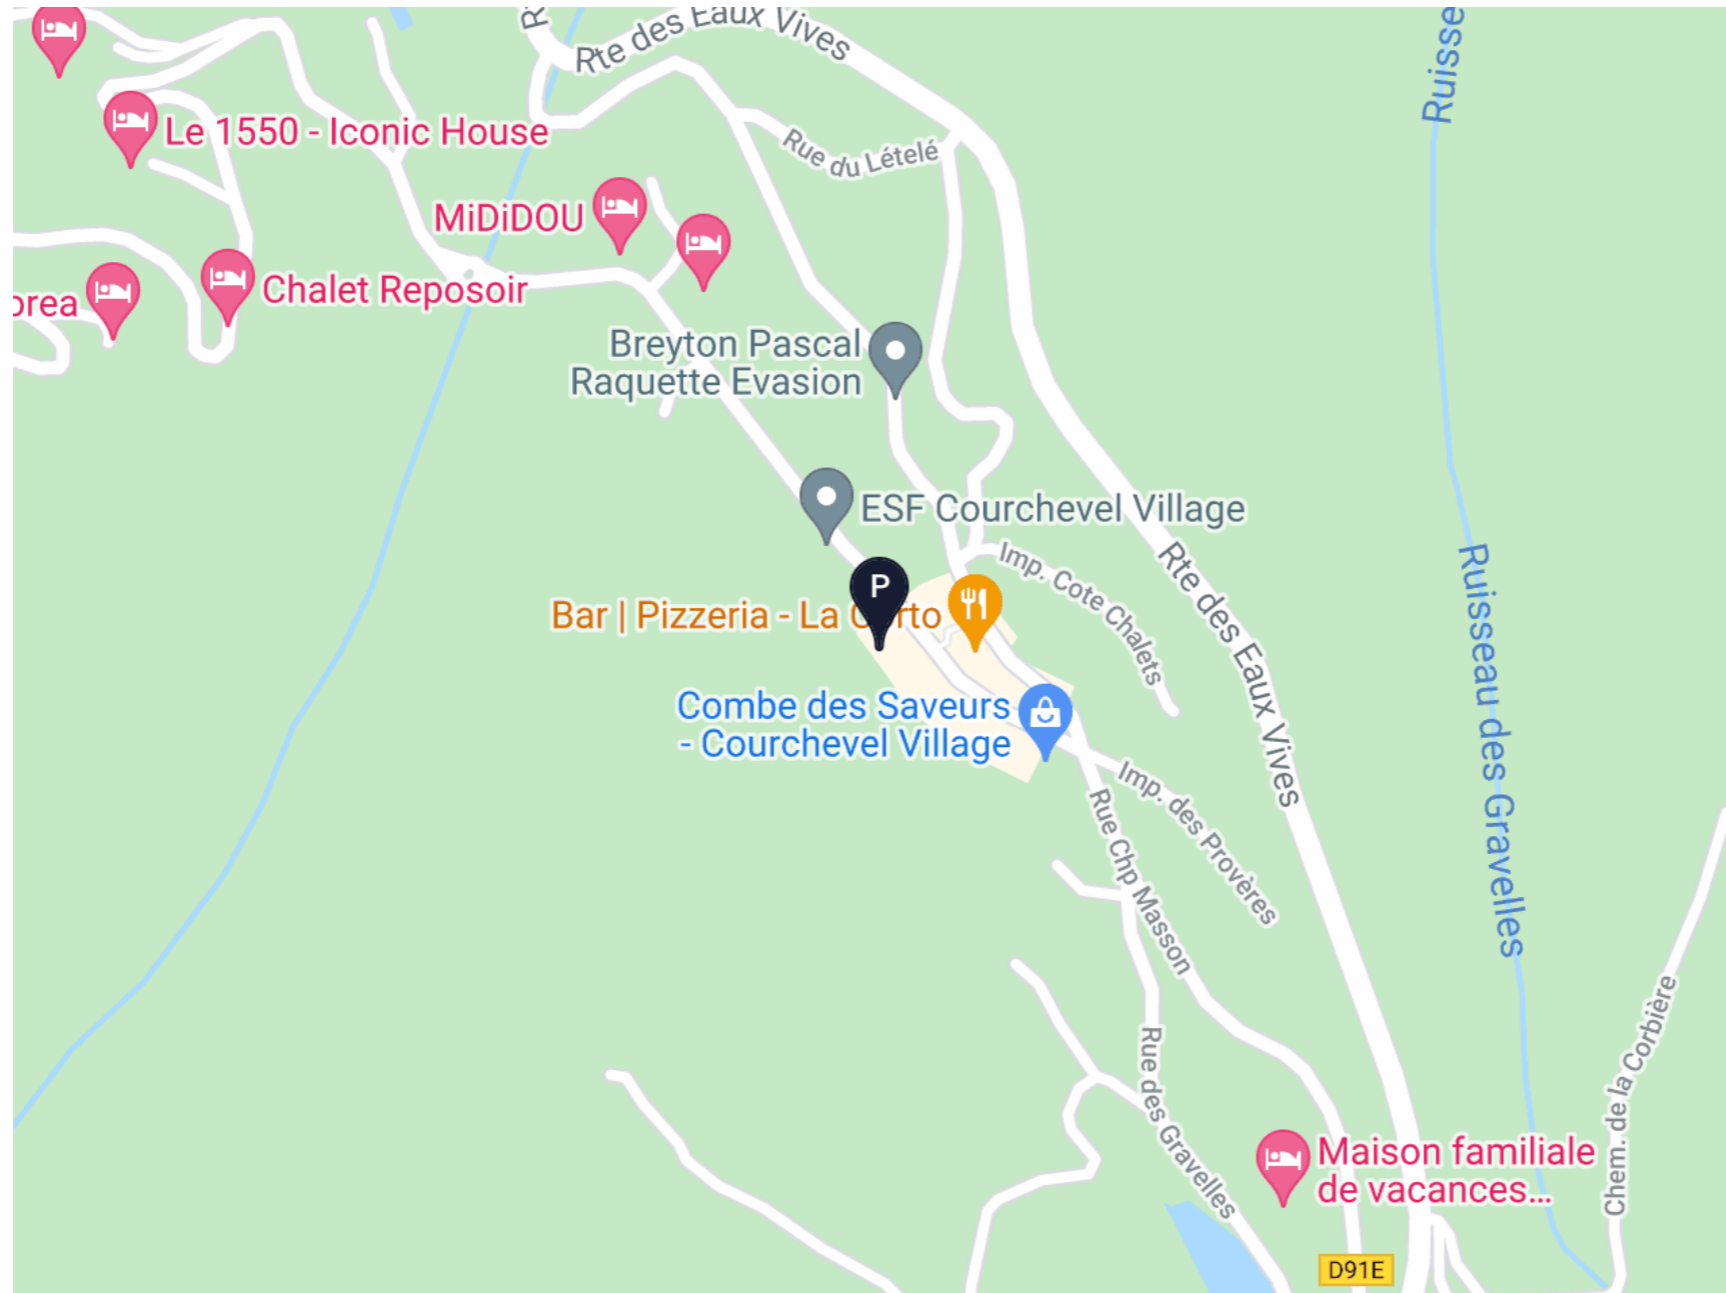 Rte des Eaux Vives
Ruisse
Le 1550 - Iconic House
Rue du Lételé
MiDiDOU
Chalet Reposoir
orea
Breyton Pascal
Raquette Evasion
ESF Courchevel Village
Imp. Cote Chalets
Rte des Eaux Vives
P
Bar | Pizzeria - La
Combe des Saveurs
- Courchevel Village
Ruisseau des Gravelles
Imp. des Provères
Rue Chp Masson
Rue des Gravelles
Chem. de la Corbière
Maison familiale
de vacances...
D91E